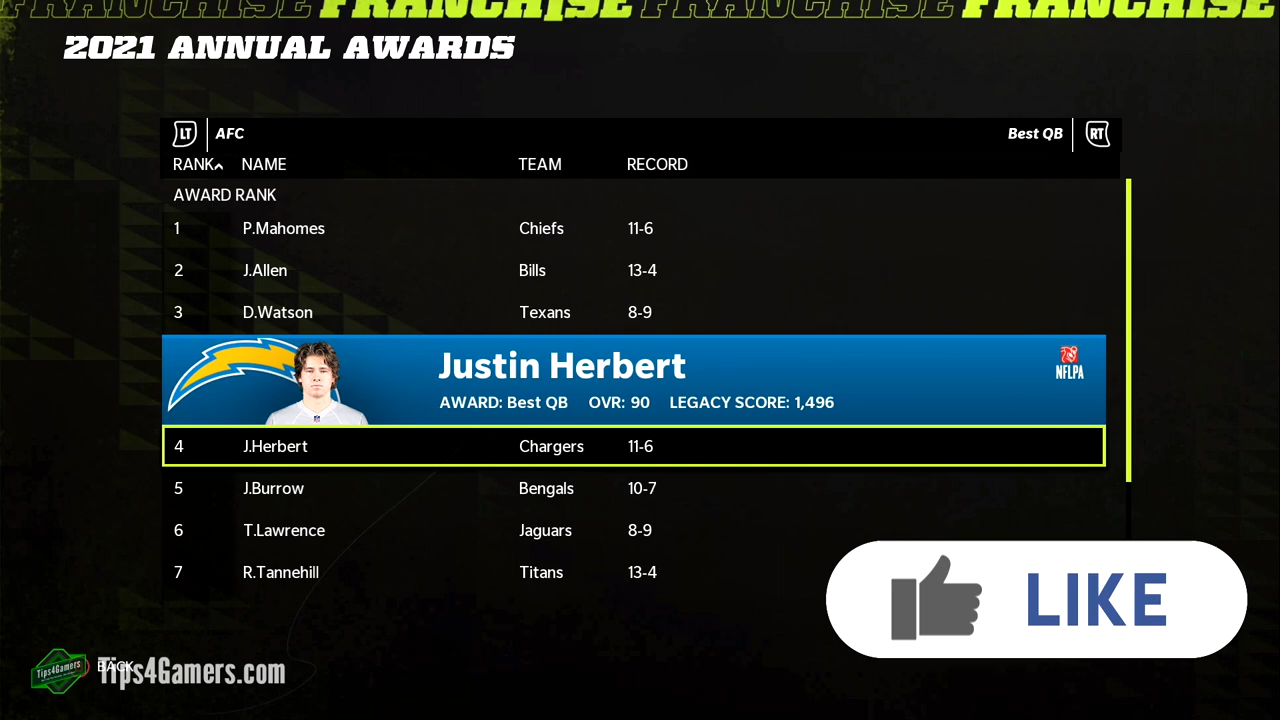 FRANCHISE FRANCHISE FRANCHISE FRANCHISE
2021 ANNUAL AWARDS
LT AFC Best QB RT
RANK NAME TEAM RECORD
AWARD RANK
1 P.Mahomes Chiefs 11-6
2 J.Allen Bills 13-4
3 D.Watson Texans 8-9
Justin Herbert
NFLPA
AWARD: Best QB OVR: 90 LEGACY SCORE: 1,496
4 J.Herbert Chargers 11-6
5 J.Burrow Bengals 10-7
6 T.Lawrence Jaguars 8-9
7 R.Tannehill Titans 13-4
LIKE
Tips4Gamers BACK
Tips4Gamers.com